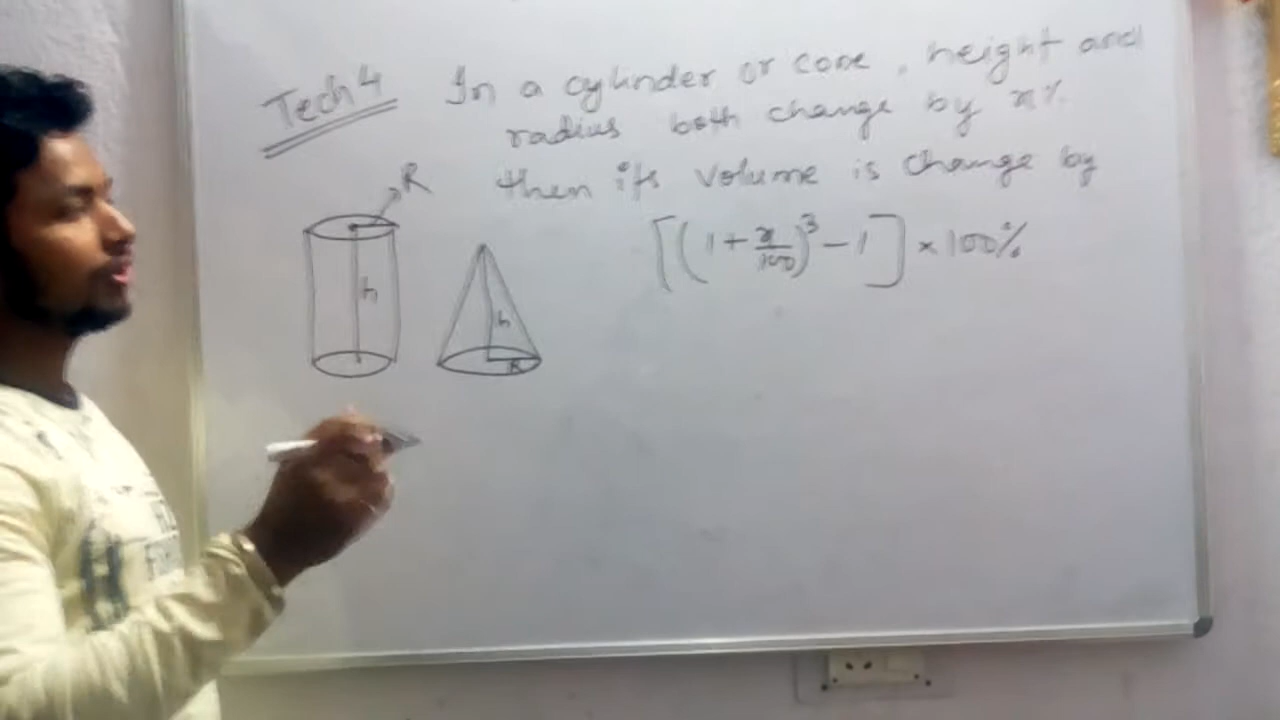 Tech 4 In a cylinder or cone, height and
radius both change by x%
then its volume is change by
[(1 + x/100)³ - 1] × 100%
R
h
h
R